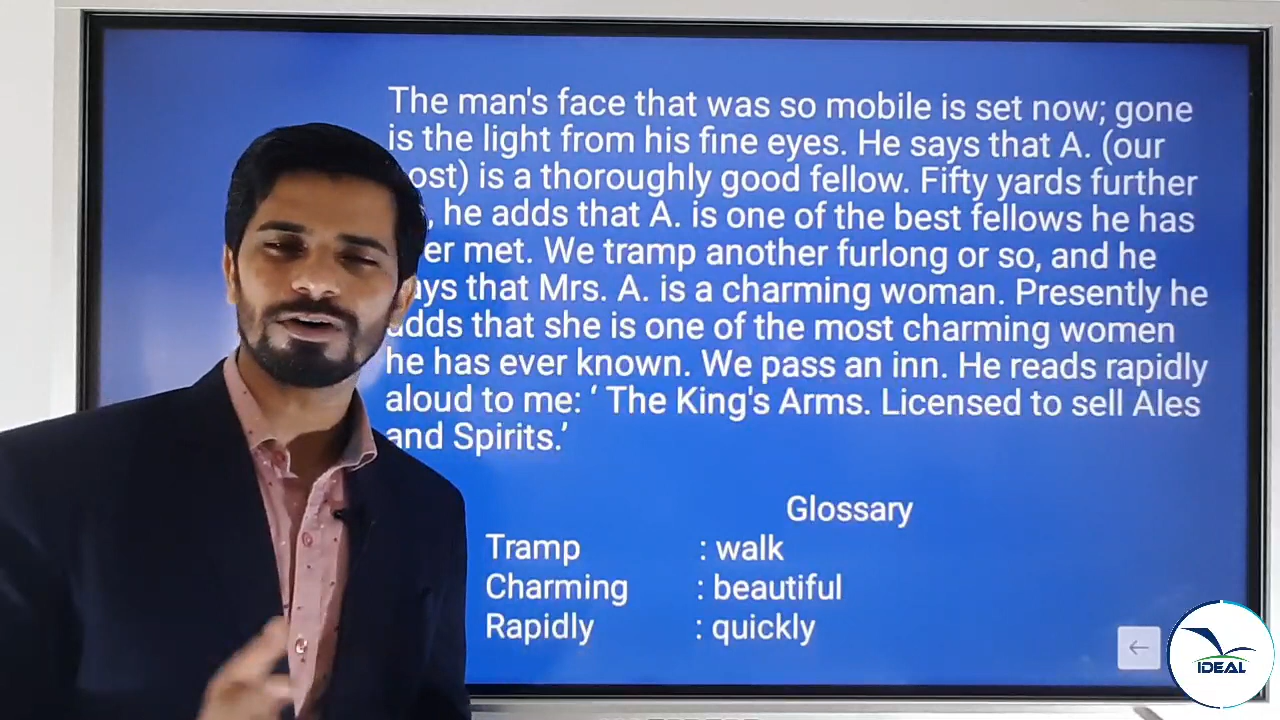 The man's face that was so mobile is set now; gone
is the light from his fine eyes. He says that A. (our
ost) is a thoroughly good fellow. Fifty yards further
, he adds that A. is one of the best fellows he has
er met. We tramp another furlong or so, and he
ays that Mrs. A. is a charming woman. Presently he
adds that she is one of the most charming women
he has ever known. We pass an inn. He reads rapidly
aloud to me: ‘ The King's Arms. Licensed to sell Ales
and Spirits.’
Glossary
Tramp : walk
Charming : beautiful
Rapidly : quickly
IDEAL